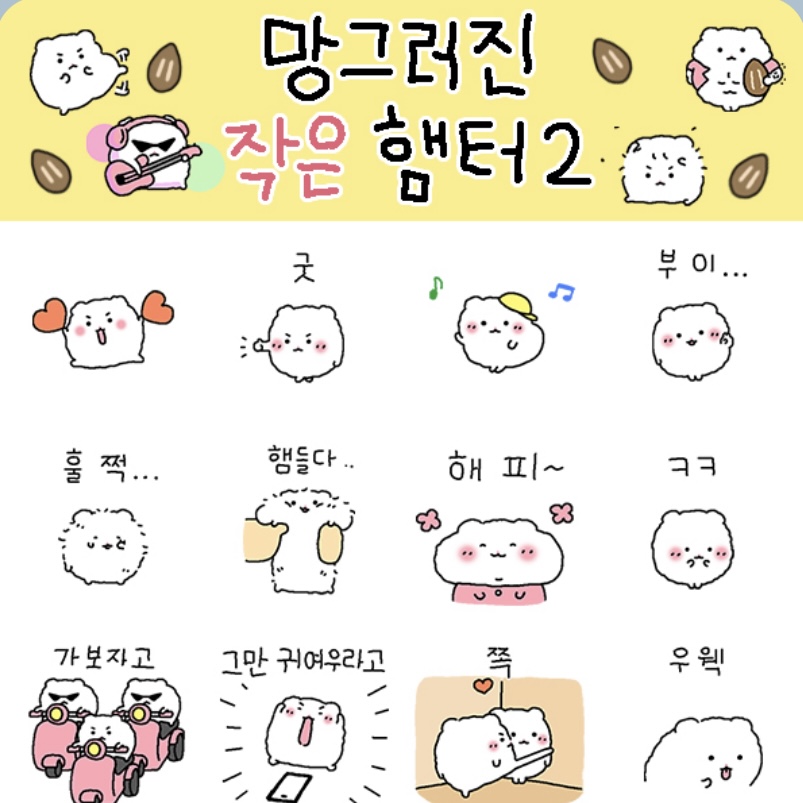 망그러진
작은 햄터 2
굿
부이...
훌쩍...
햄들다..
해피~
ㅋㅋ
가보자고
그만 귀여우라고
쪽
우웩